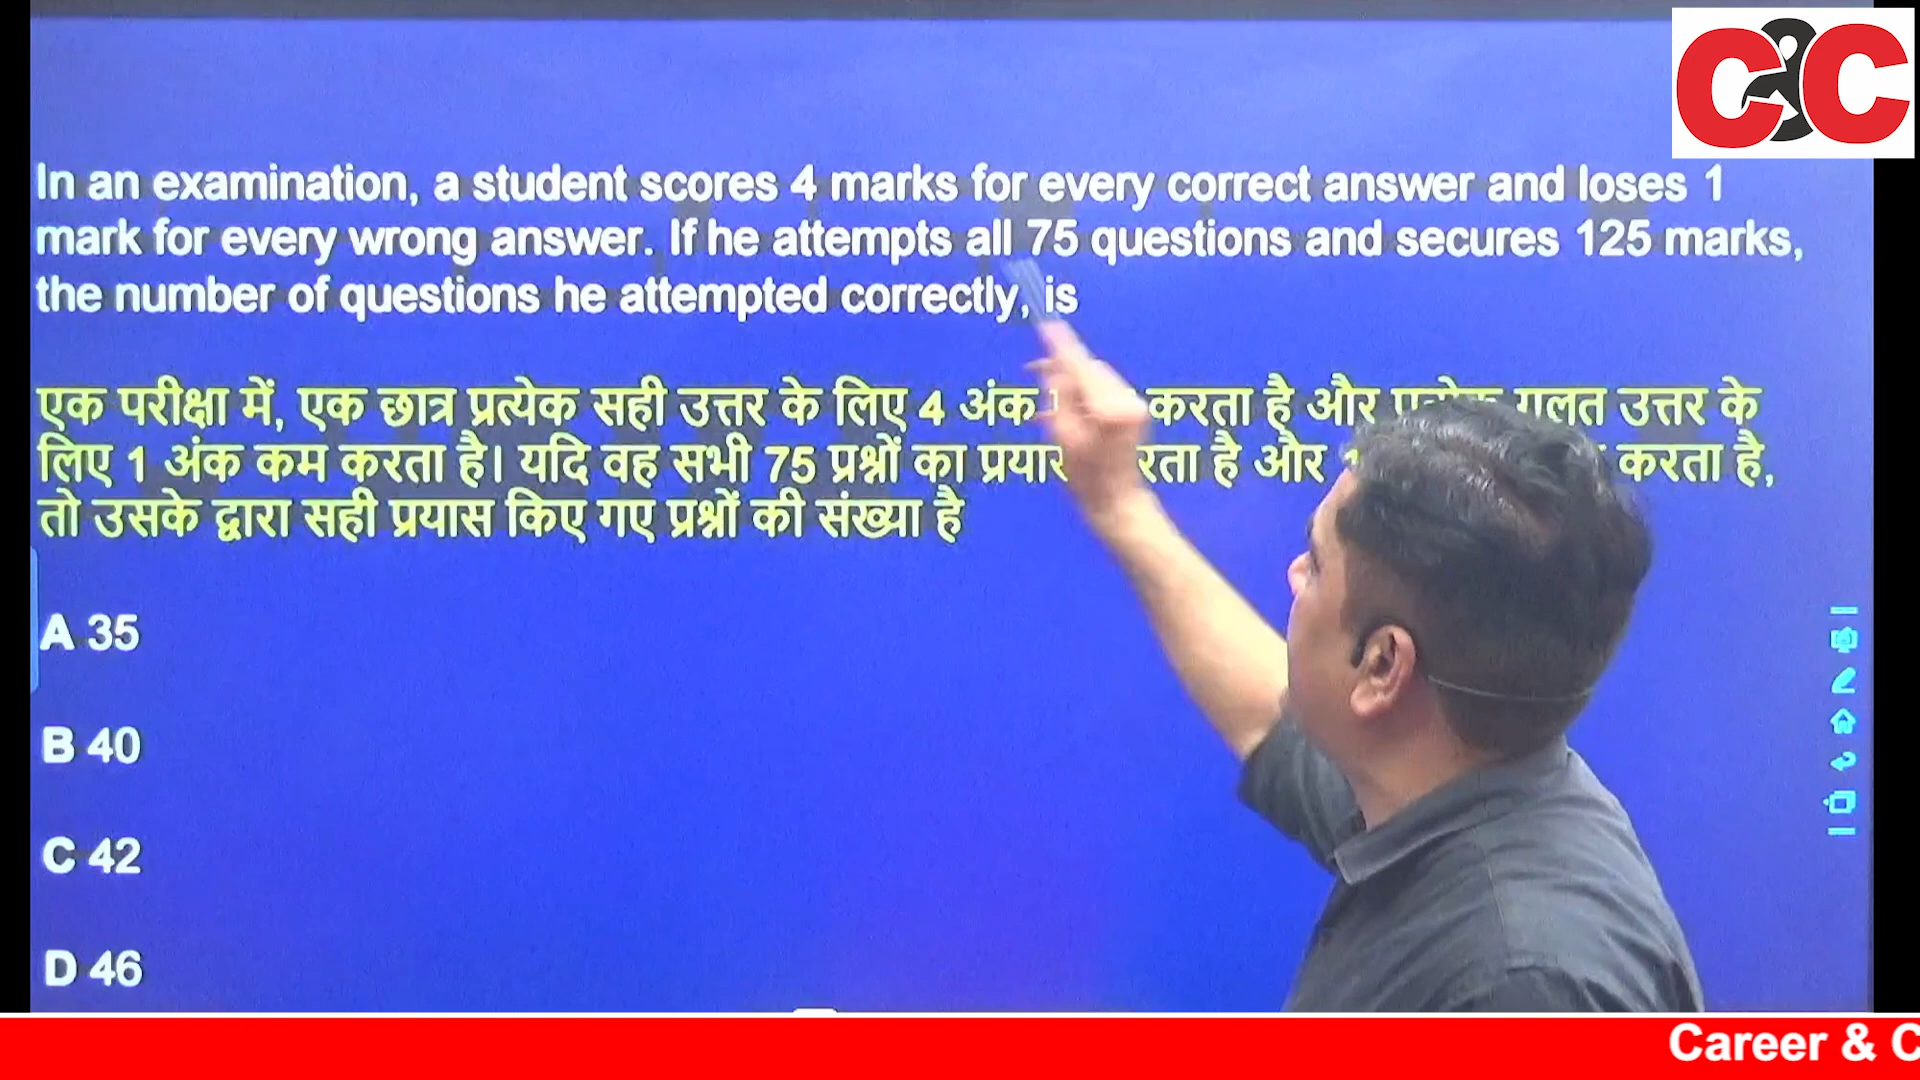 C3C
In an examination, a student scores 4 marks for every correct answer and loses 1
mark for every wrong answer. If he attempts all 75 questions and secures 125 marks,
the number of questions he attempted correctly, is
एक परीक्षा में, एक छात्र प्रत्येक सही उत्तर के लिए 4 अंक करता है और गलत उत्तर के
लिए 1 अंक कम करता है। यदि वह सभी 75 प्रश्नों का है और करता है,
तो उसके द्वारा सही प्रयास किए गए प्रश्नों की संख्या है
A 35
B 40
C 42
D 46
Career & C